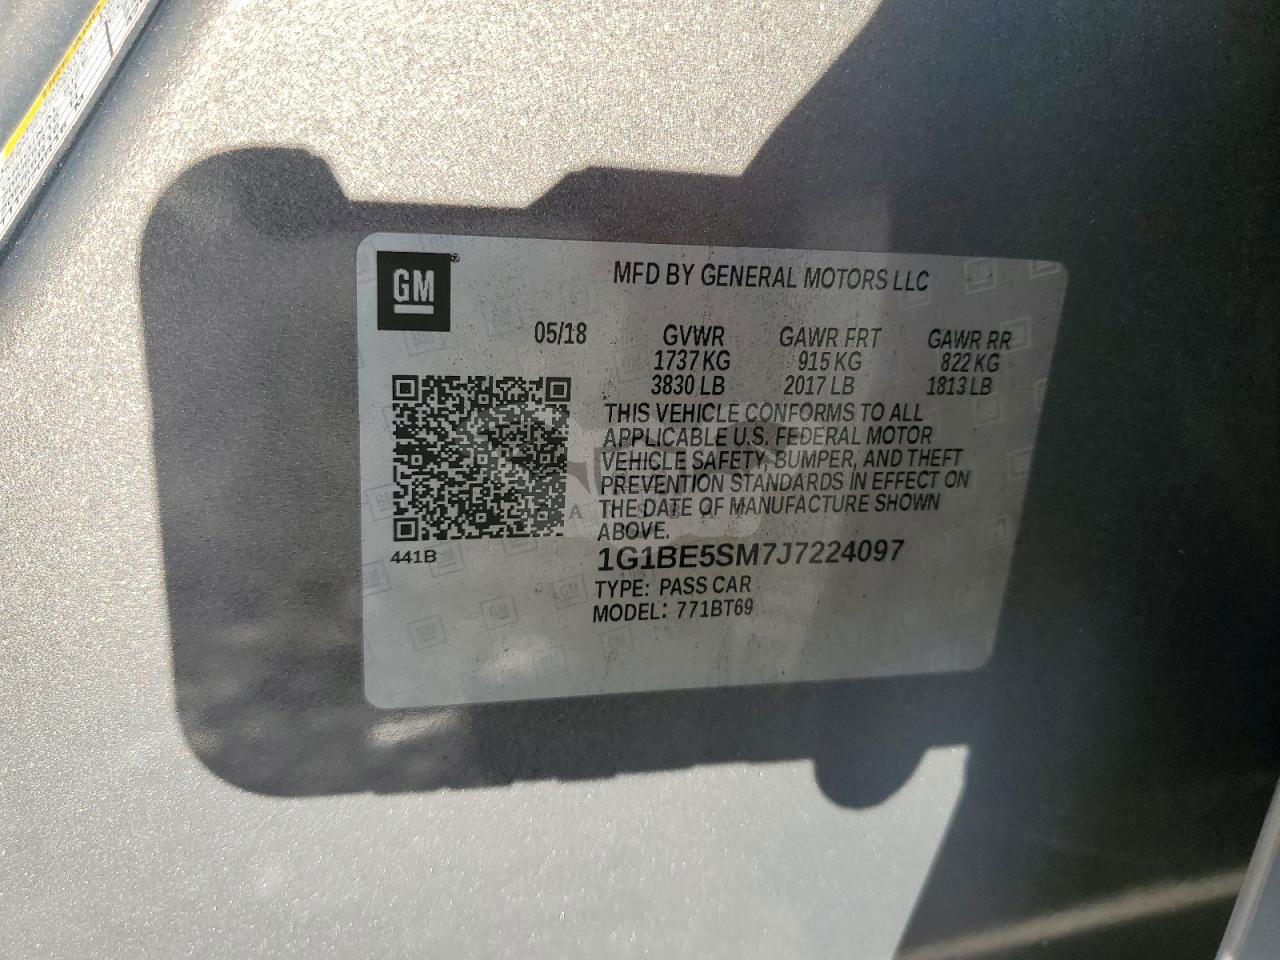 GM
MFD BY GENERAL MOTORS LLC
05/18 GVWR GAWR FRT GAWR RR
1737 KG 915 KG 822 KG
3830 LB 2017 LB 1813 LB
THIS VEHICLE CONFORMS TO ALL
APPLICABLE U.S. FEDERAL MOTOR
VEHICLE SAFETY, BUMPER, AND THEFT
PREVENTION STANDARDS IN EFFECT ON
THE DATE OF MANUFACTURE SHOWN
ABOVE.
441B
1G1BE5SM7J7224097
TYPE: PASS CAR
MODEL: 771BT69